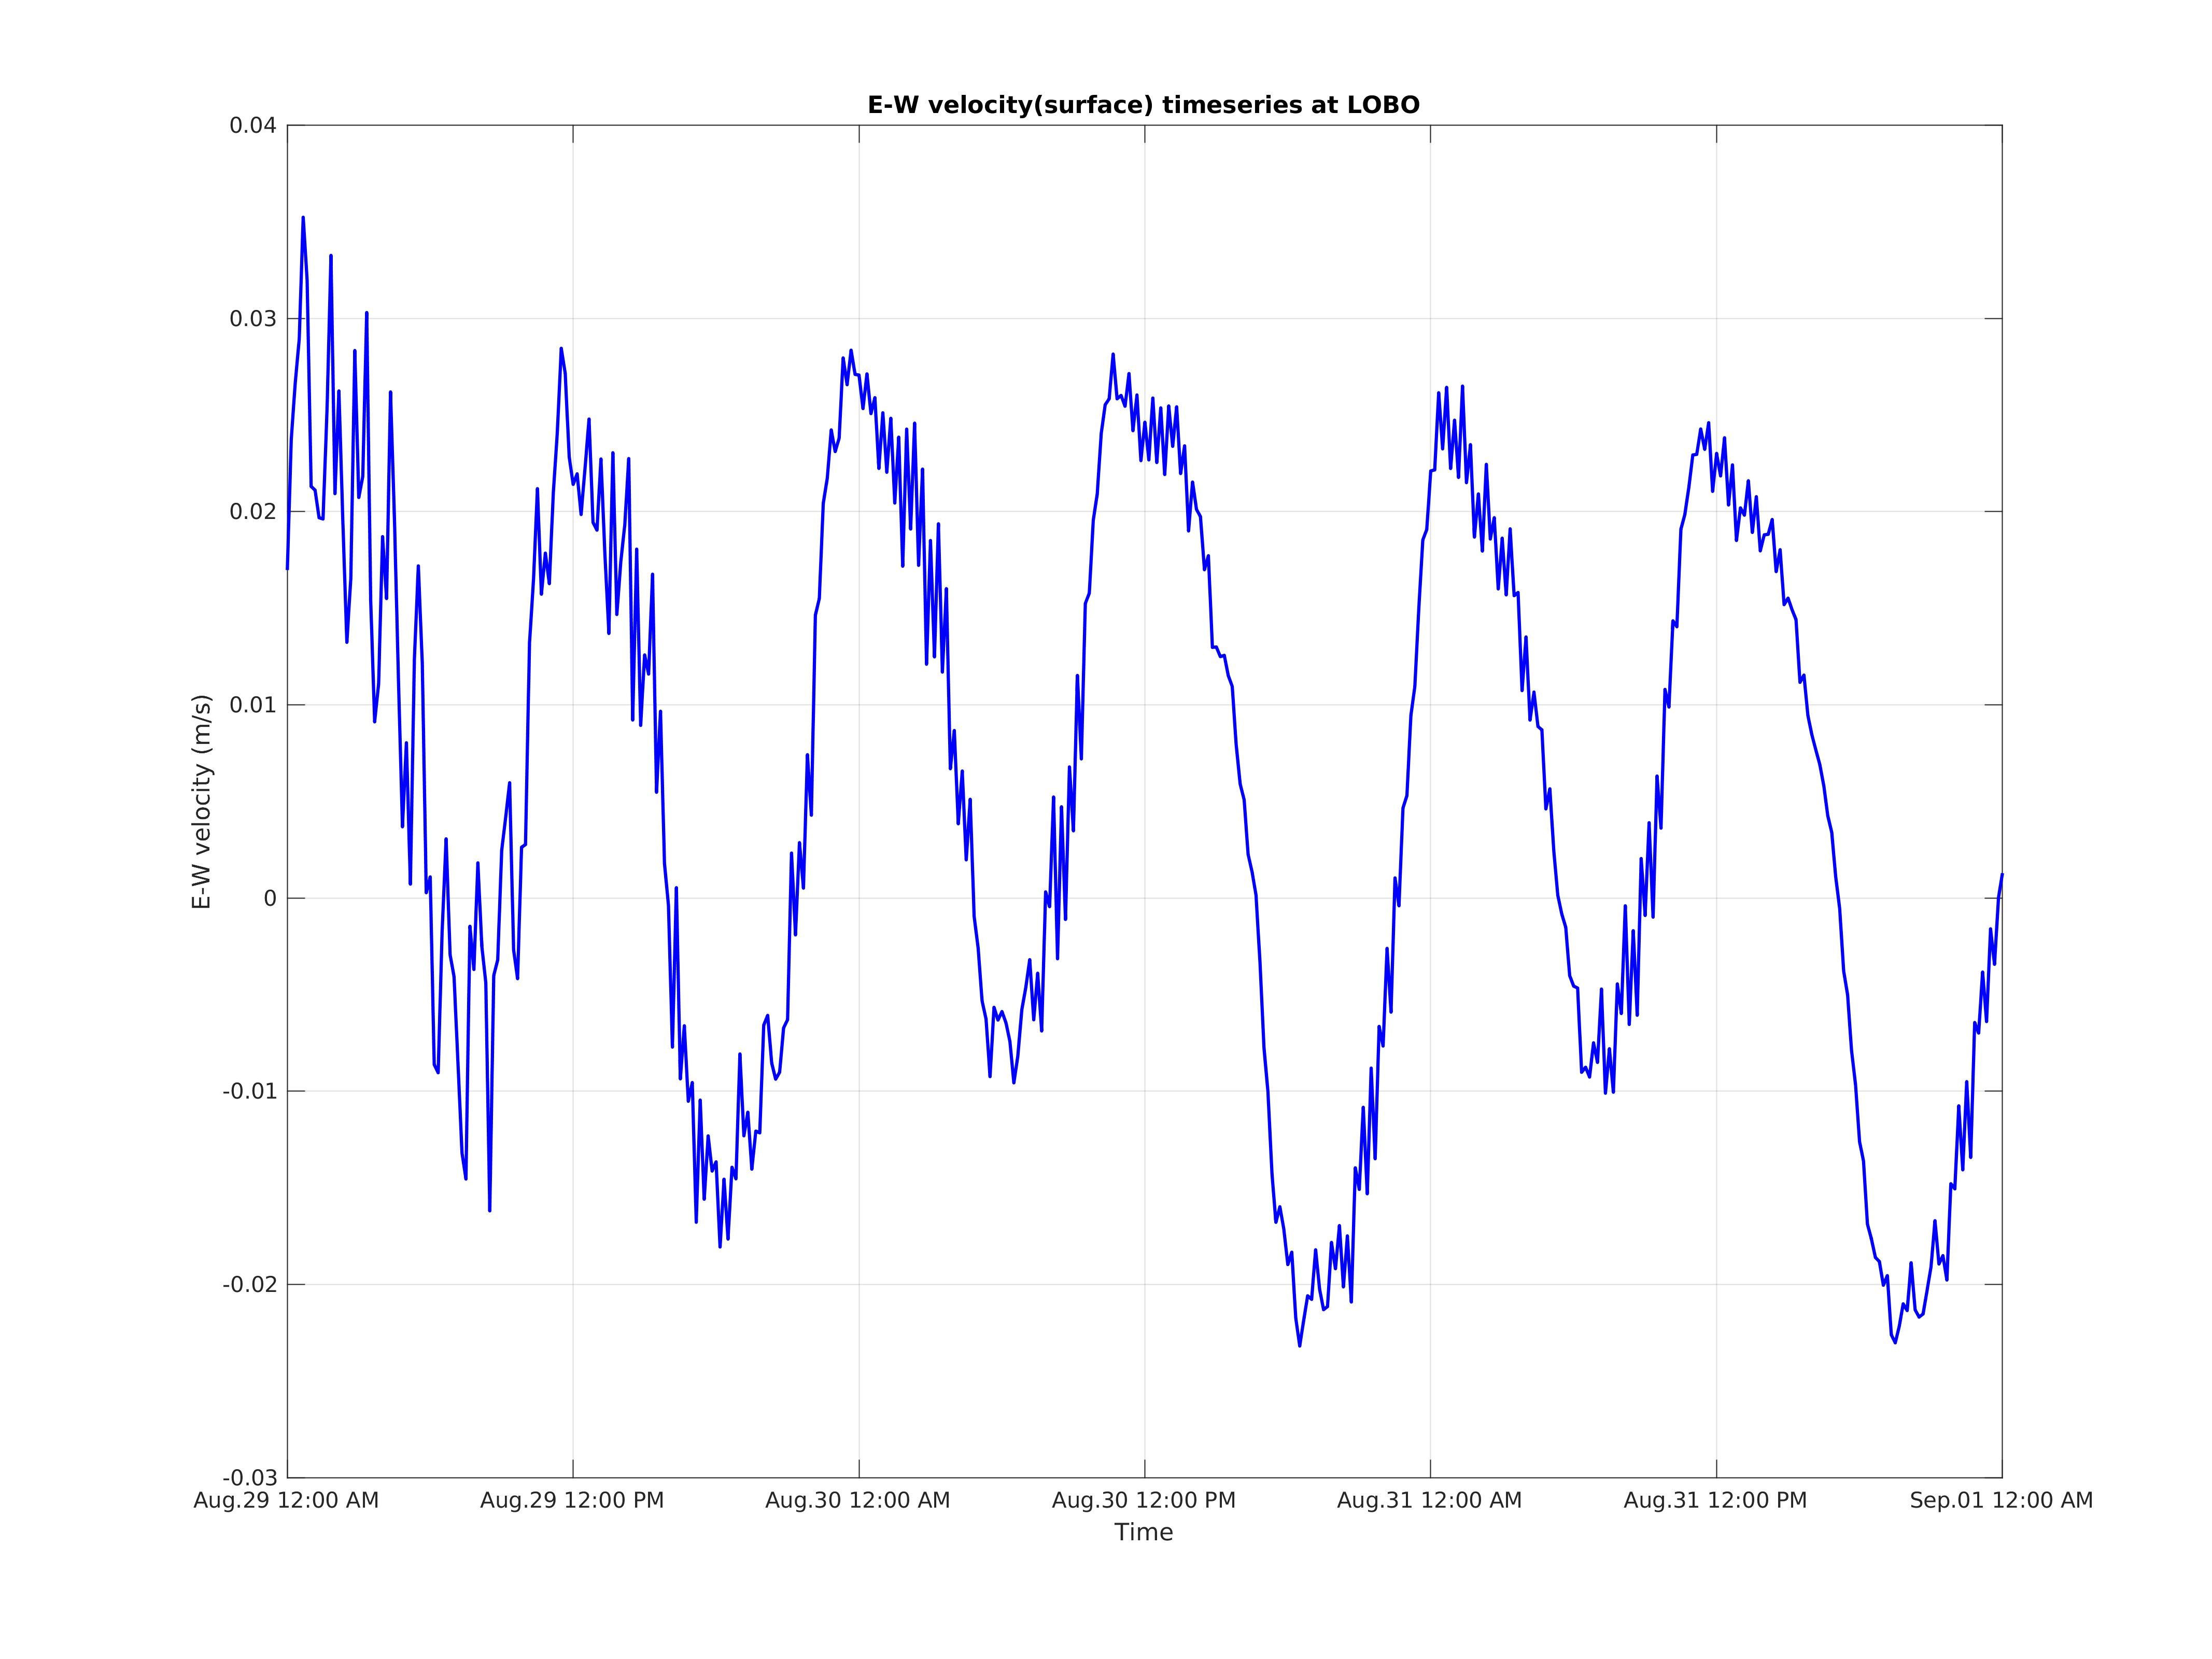 E-W velocity(surface) timeseries at LOBO
0.04
0.03
0.02
0.01
0
-0.01
-0.02
-0.03
E-W velocity (m/s)
Aug.29 12:00 AM
Aug.29 12:00 PM
Aug.30 12:00 AM
Aug.30 12:00 PM
Aug.31 12:00 AM
Aug.31 12:00 PM
Sep.01 12:00 AM
Time